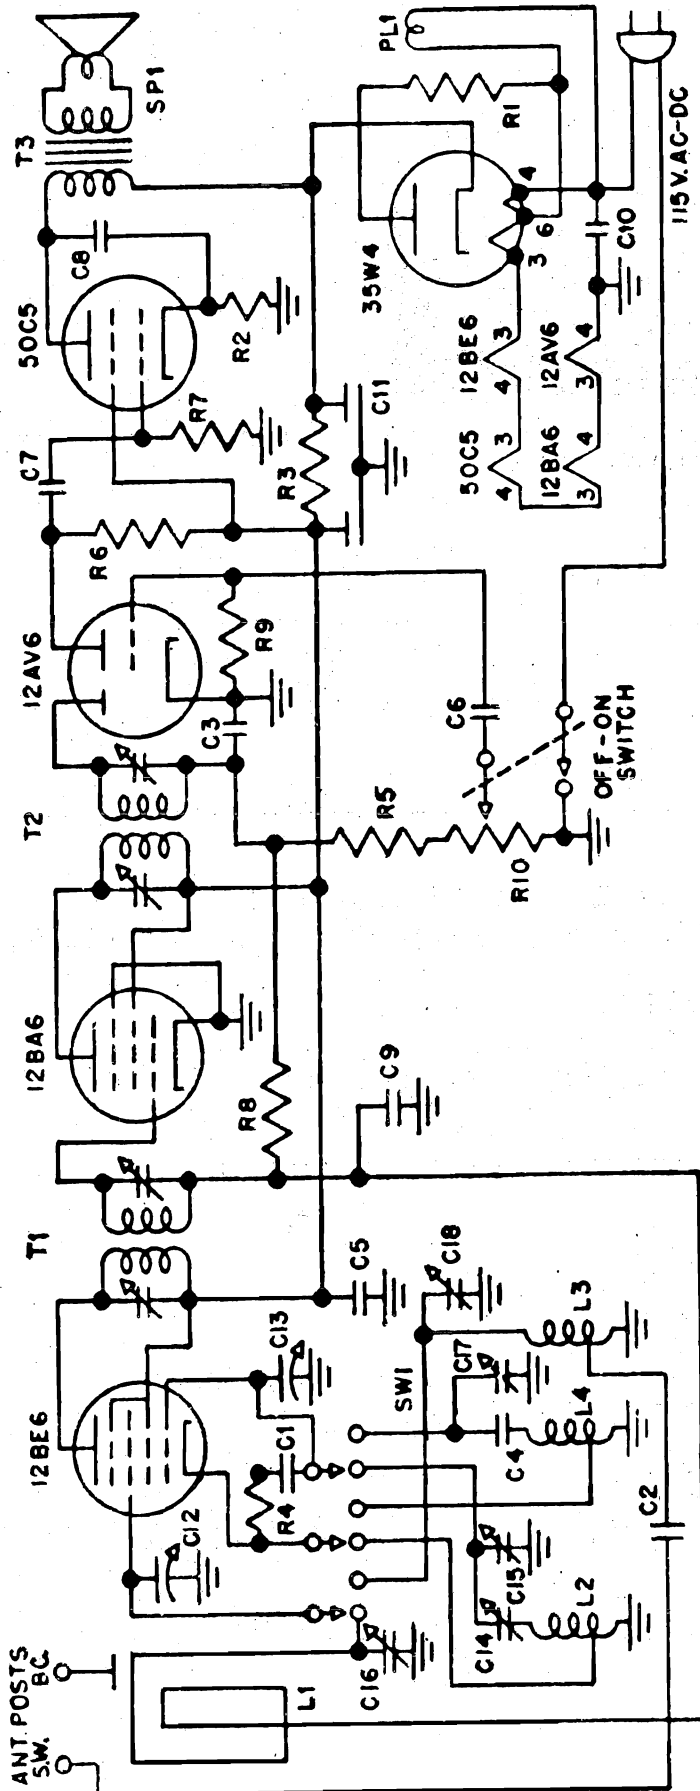 ANT. POSTS
S.W.
B.C.
12BE6
T1
12BA6
T2
12AV6
C7
50C5
T3
SP1
C12
L1
C16
R4
C1
C13
C5
R8
C9
C3
R9
R6
R7
C8
R2
R3
C11
35W4
PL1
R1
3
6
4
C14
C15
L2
SW1
C18
C17
C4
L4
L3
C2
R5
R10
C6
OFF-ON
SWITCH
50C5
4
3
12BE6
4
3
12BA6
3
4
12AV6
3
4
C10
115 V. AC-DC